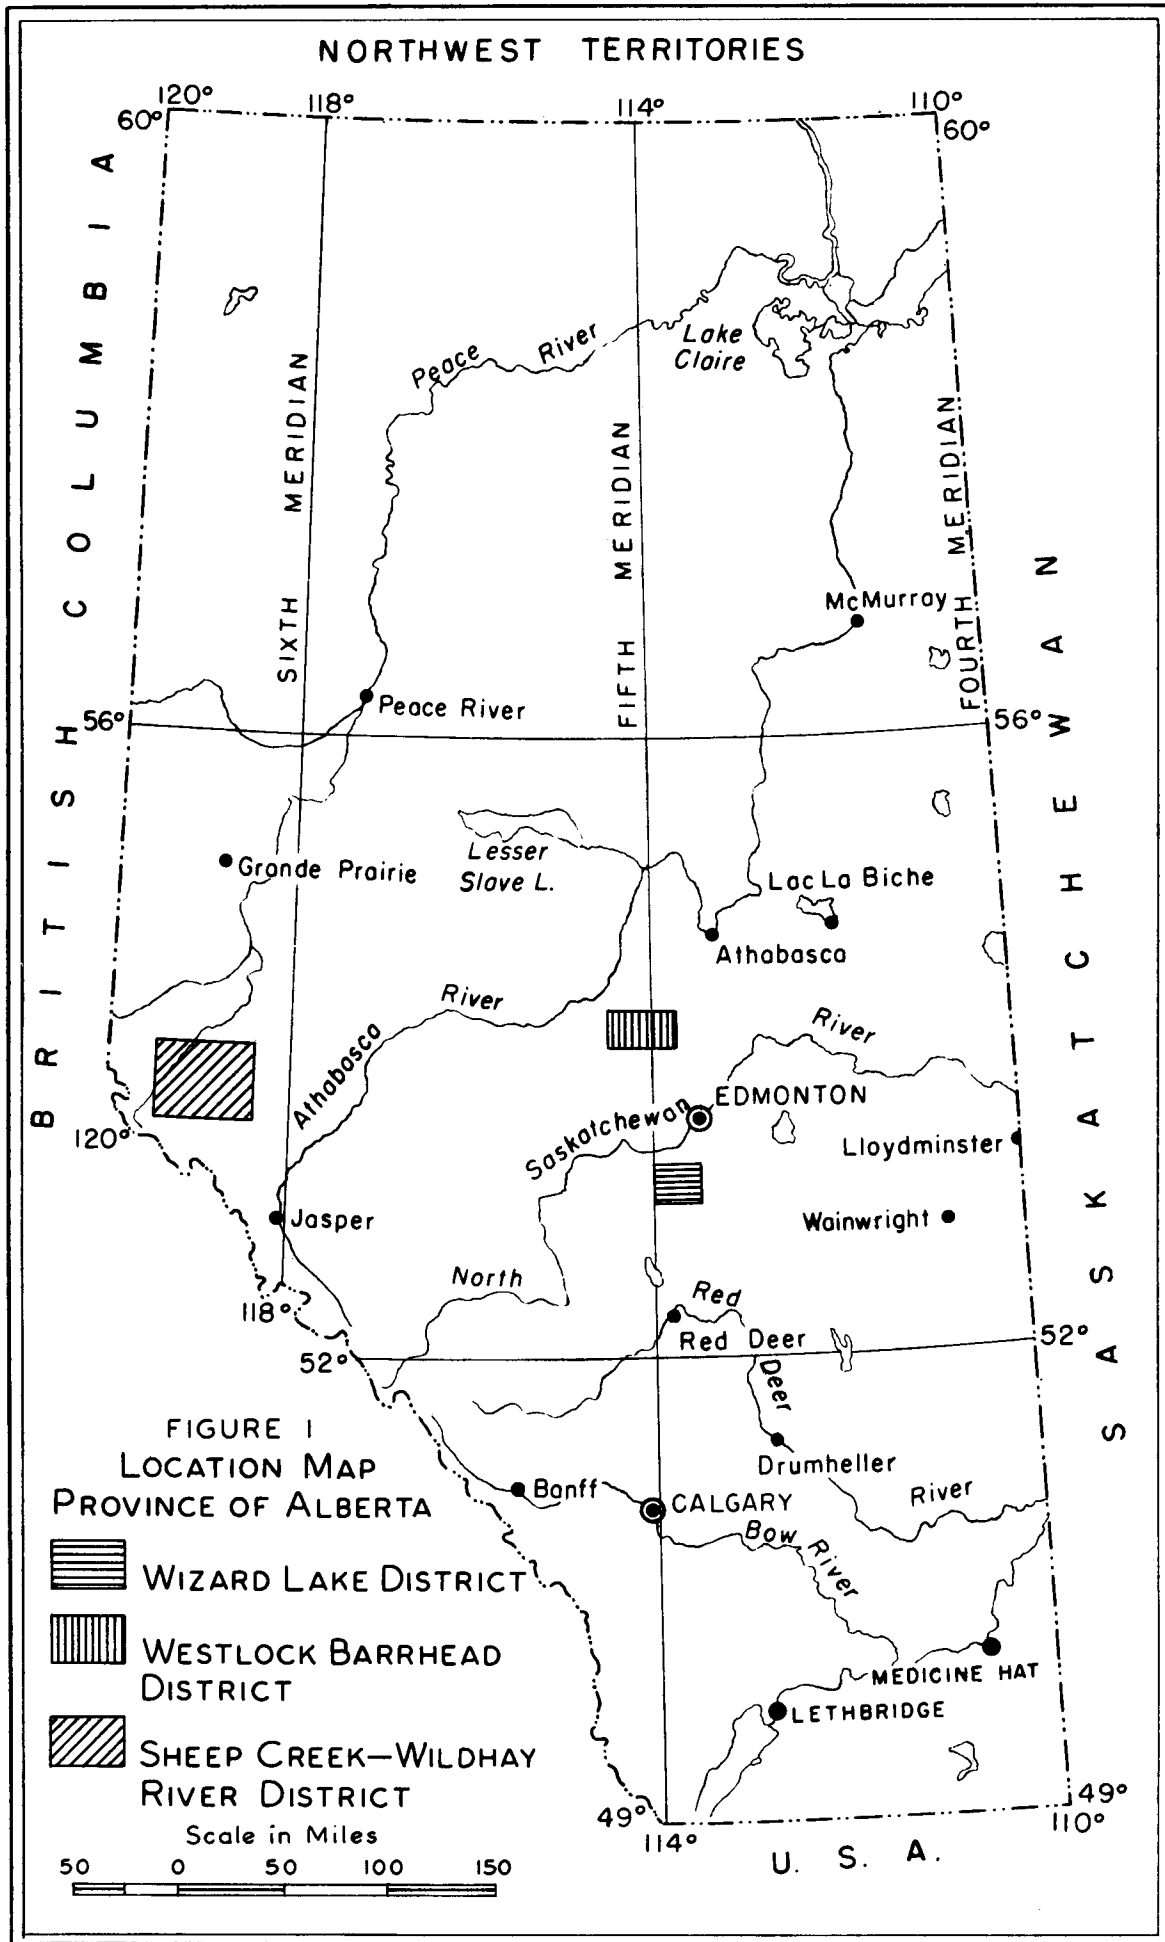 NORTHWEST TERRITORIES
120° 118° 114° 110°
60° 60°
BRITISH COLUMBIA
SASKATCHEWAN
SIXTH MERIDIAN
FIFTH MERIDIAN
FOURTH MERIDIAN
Peace River
Lake
Claire
McMurray
Peace River
56° 56°
Grande Prairie
Lesser
Slave L.
Lac La Biche
Athabasca
Athabasca River
North Saskatchewan River
EDMONTON
120°
Lloydminster
Jasper
Wainwright
118°
Red Deer River
Red Deer
52° 52°
Drumheller
Banff
CALGARY
Bow River
MEDICINE HAT
LETHBRIDGE
49° 49°
114° 110°
U. S. A.
FIGURE 1
LOCATION MAP
PROVINCE OF ALBERTA
WIZARD LAKE DISTRICT
WESTLOCK BARRHEAD
DISTRICT
SHEEP CREEK—WILDHAY
RIVER DISTRICT
Scale in Miles
50 0 50 100 150